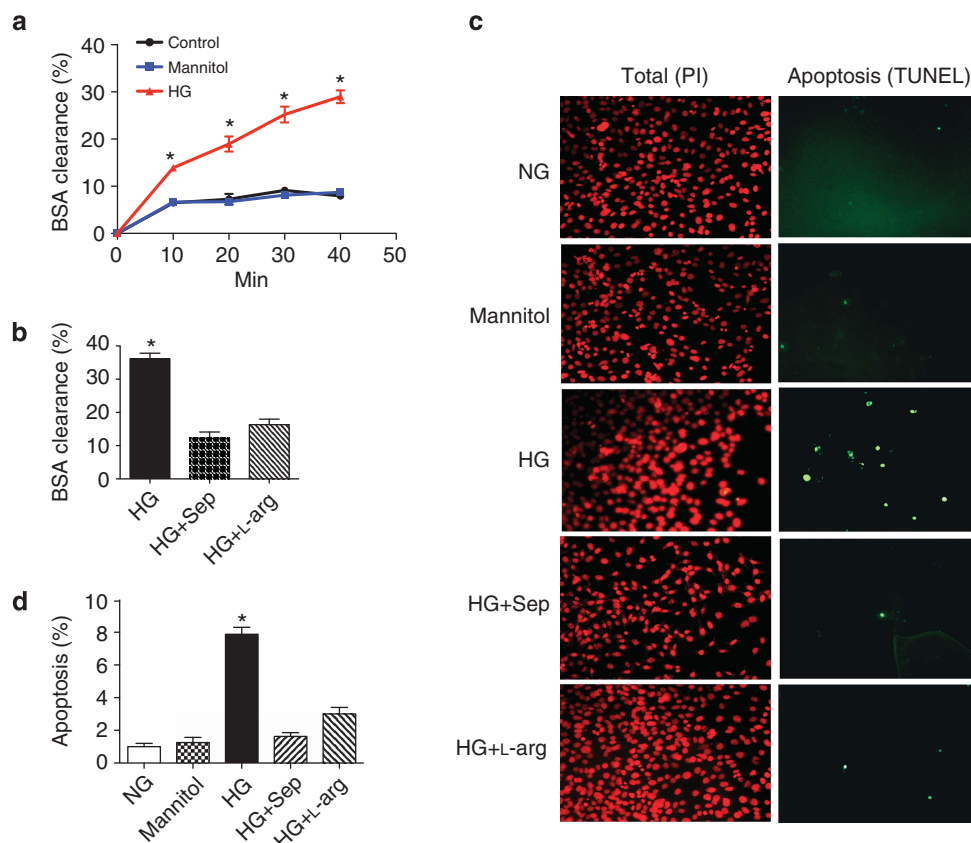 a
BSA clearance (%)
40
30
20
10
0
0 10 20 30 40 50
Min
Control
Mannitol
HG
* * * *
b
BSA clearance (%)
40
30
20
10
0
*
HG
HG+Sep
HG+L-arg
d
Apoptosis (%)
10
8
6
4
2
0
*
NG
Mannitol
HG
HG+Sep
HG+L-arg
c
Total (PI) Apoptosis (TUNEL)
NG
Mannitol
HG
HG+Sep
HG+L-arg